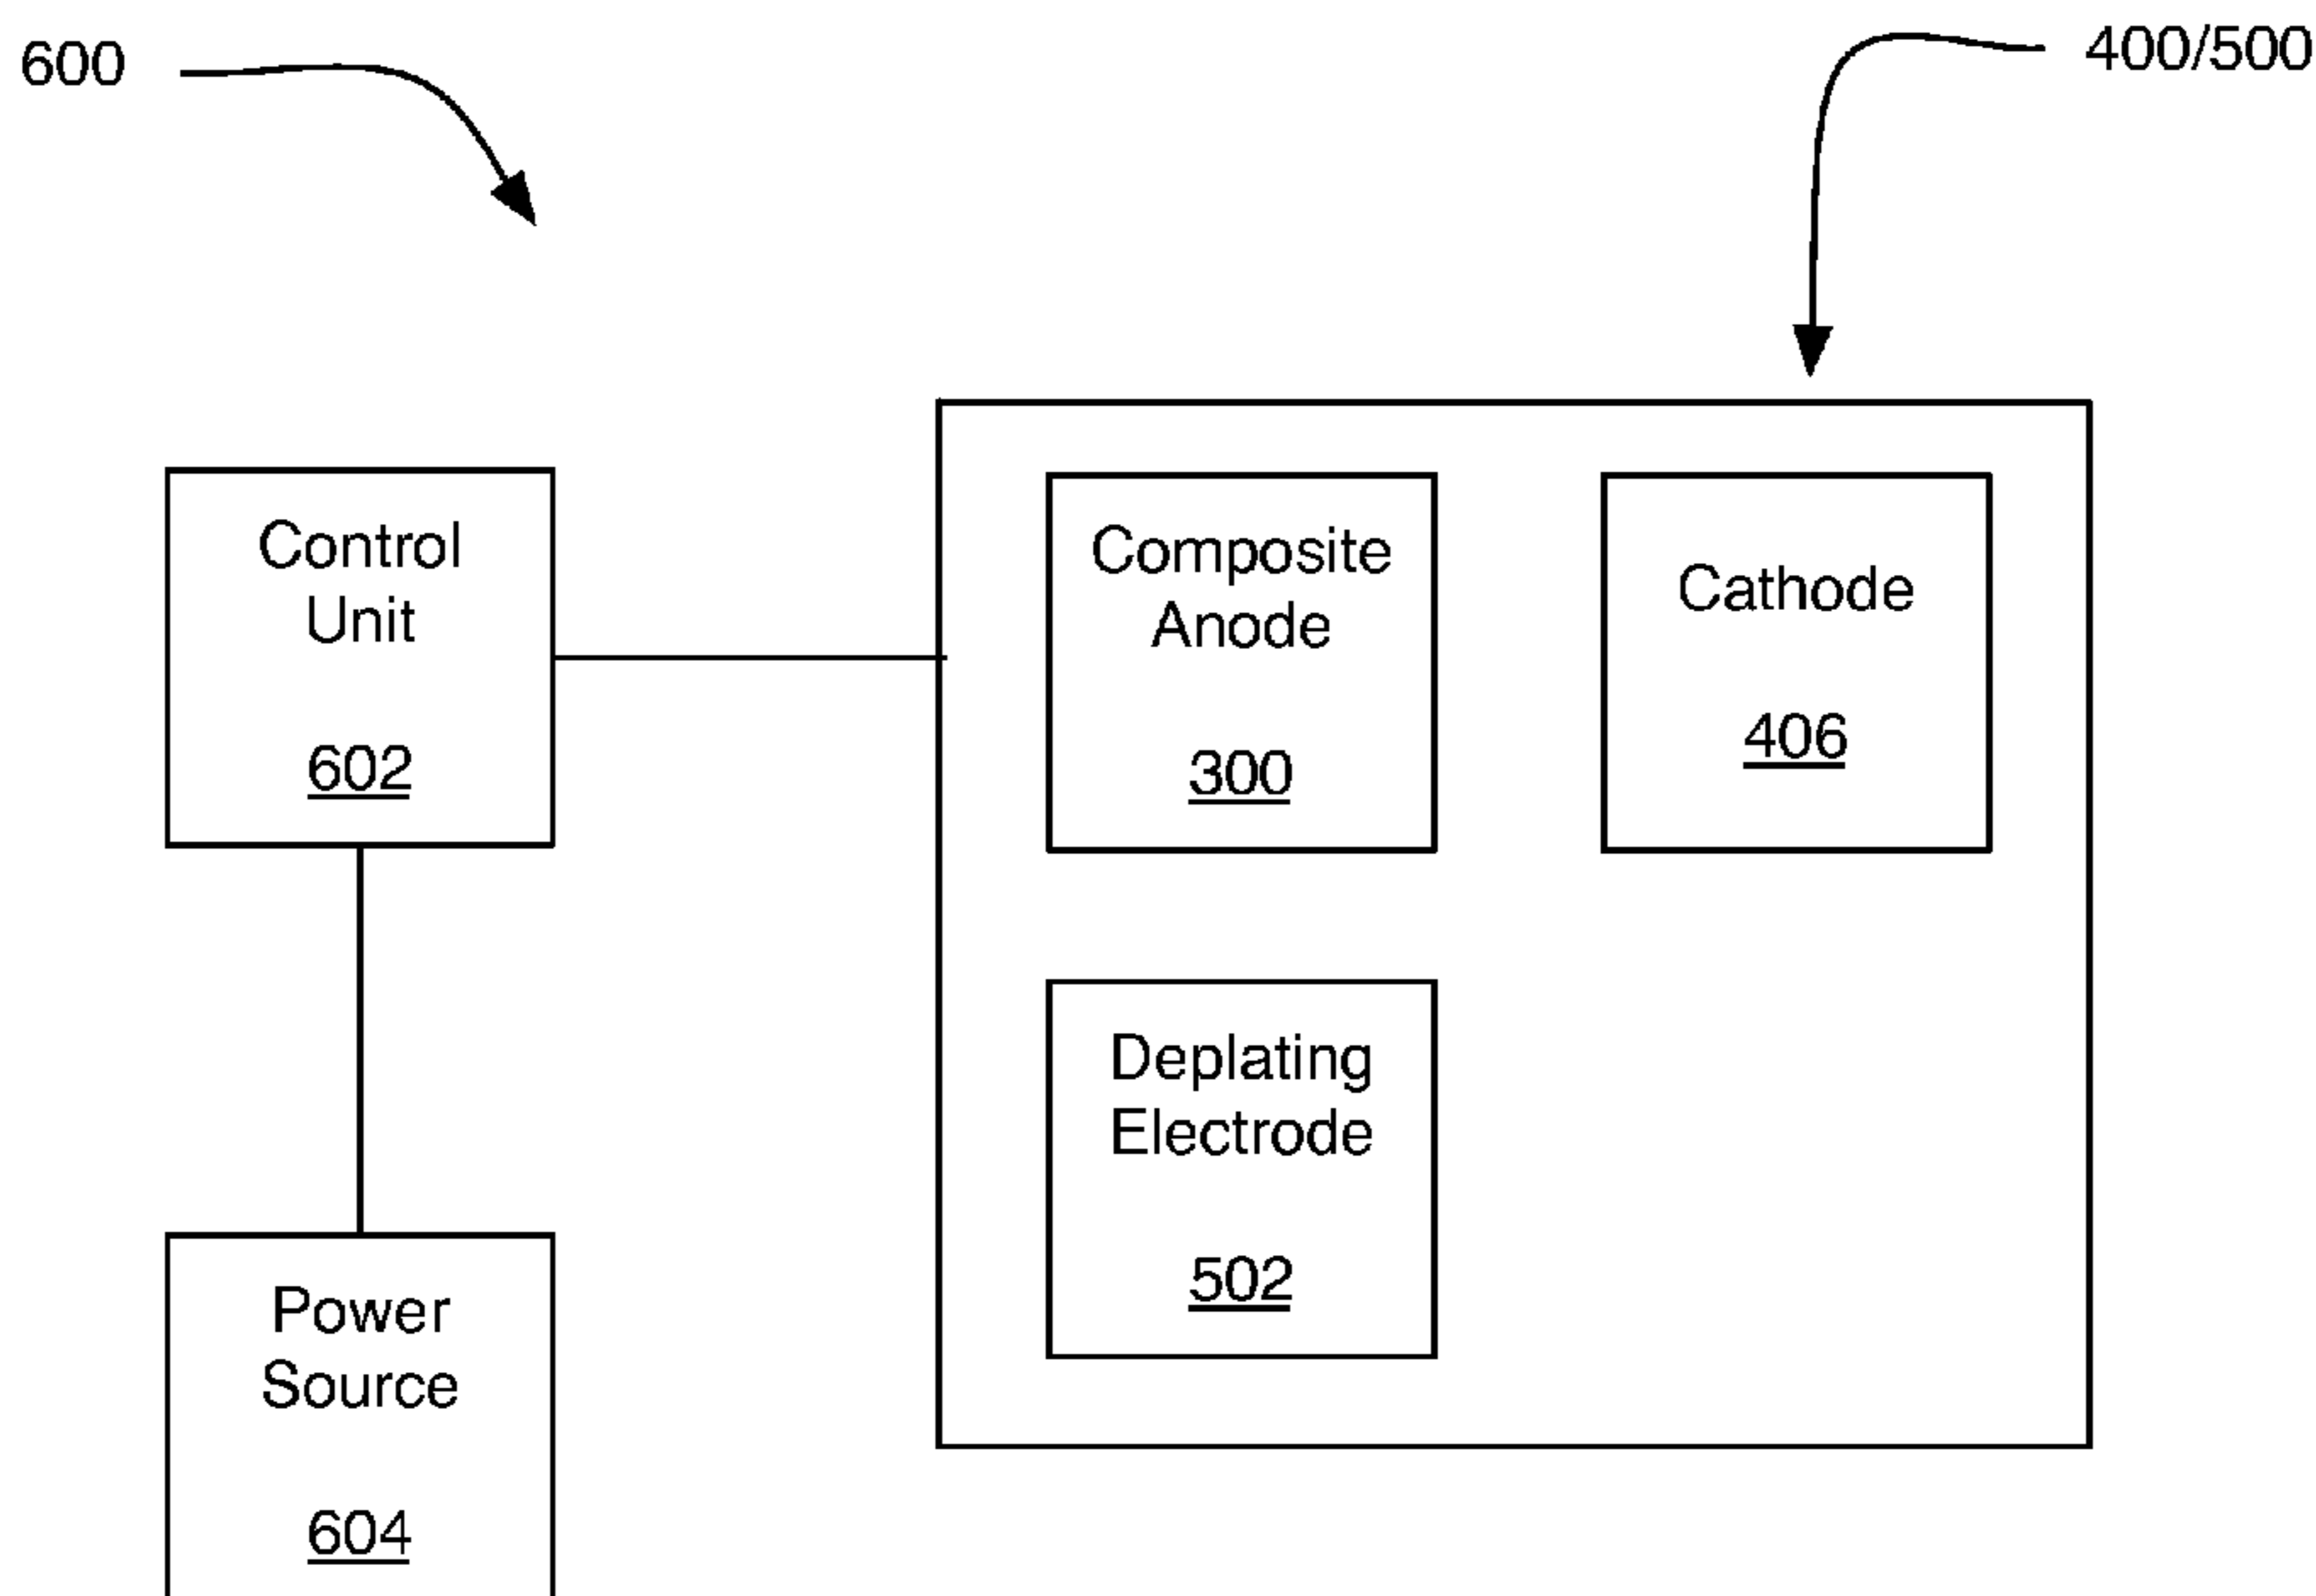 600
400/500
Control
Unit
602
Composite
Anode
300
Cathode
406
Deplating
Electrode
502
Power
Source
604